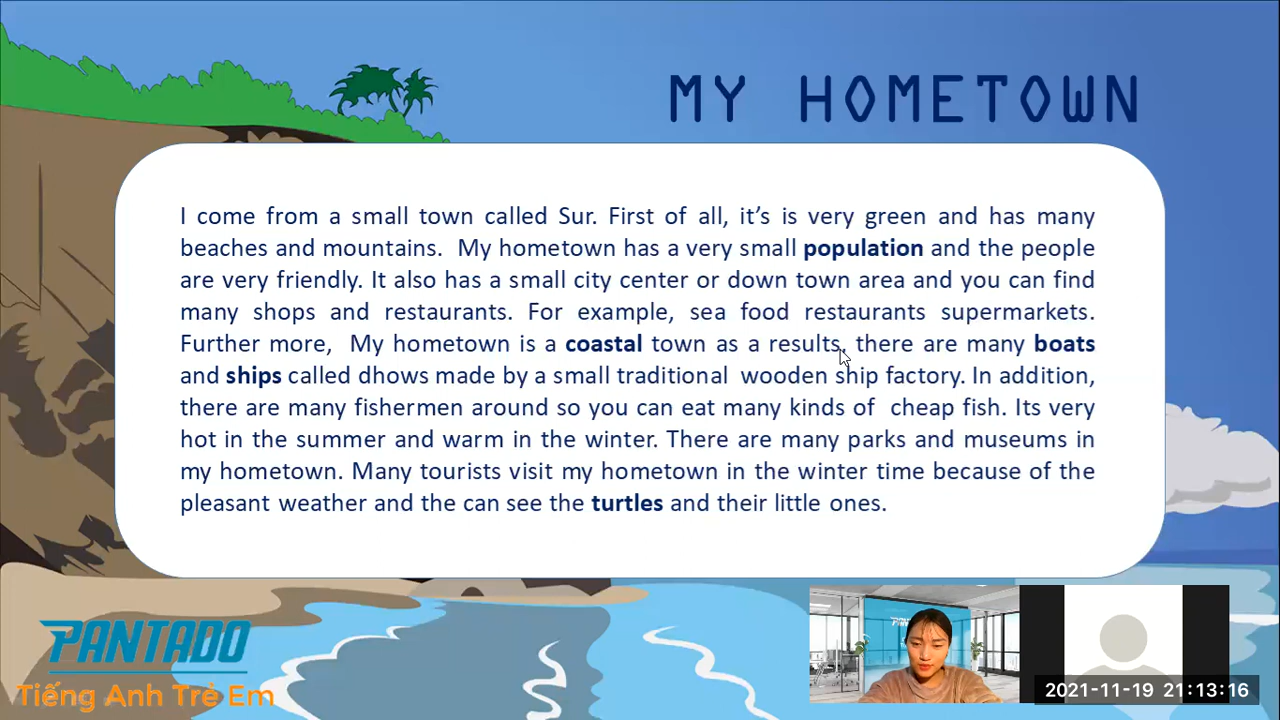 MY HOMETOWN
I come from a small town called Sur. First of all, it’s is very green and has many
beaches and mountains. My hometown has a very small population and the people
are very friendly. It also has a small city center or down town area and you can find
many shops and restaurants. For example, sea food restaurants supermarkets.
Further more, My hometown is a coastal town as a results, there are many boats
and ships called dhows made by a small traditional wooden ship factory. In addition,
there are many fishermen around so you can eat many kinds of cheap fish. Its very
hot in the summer and warm in the winter. There are many parks and museums in
my hometown. Many tourists visit my hometown in the winter time because of the
pleasant weather and the can see the turtles and their little ones.
PANTADO
Tiếng Anh Trẻ Em
2021-11-19 21:13:16